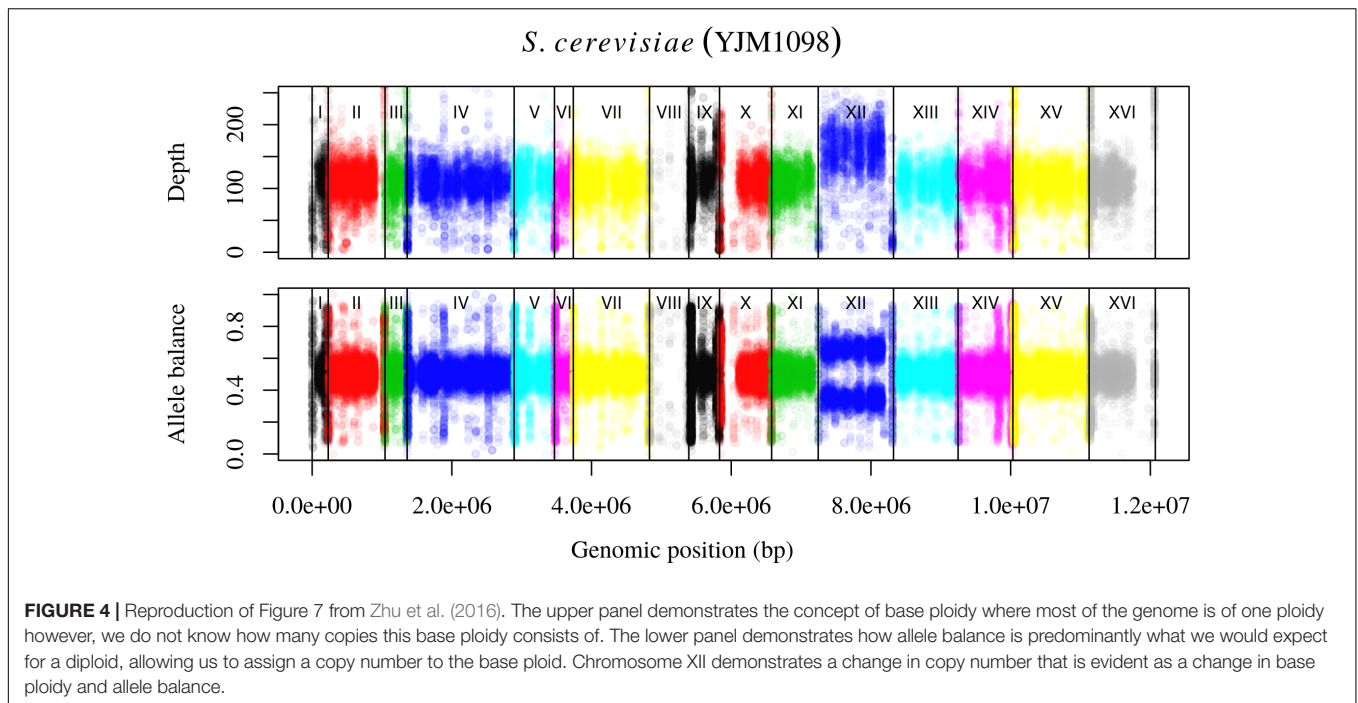 S. cerevisiae (YJM1098)
Depth
200
100
0
I II III IV V VI VII VIII IX X XI XII XIII XIV XV XVI
Allele balance
0.8
0.4
0.0
I II III IV V VI VII VIII IX X XI XII XIII XIV XV XVI
0.0e+00 2.0e+06 4.0e+06 6.0e+06 8.0e+06 1.0e+07 1.2e+07
Genomic position (bp)
FIGURE 4 | Reproduction of Figure 7 from Zhu et al. (2016). The upper panel demonstrates the concept of base ploidy where most of the genome is of one ploidy
however, we do not know how many copies this base ploidy consists of. The lower panel demonstrates how allele balance is predominantly what we would expect
for a diploid, allowing us to assign a copy number to the base ploid. Chromosome XII demonstrates a change in copy number that is evident as a change in base
ploidy and allele balance.